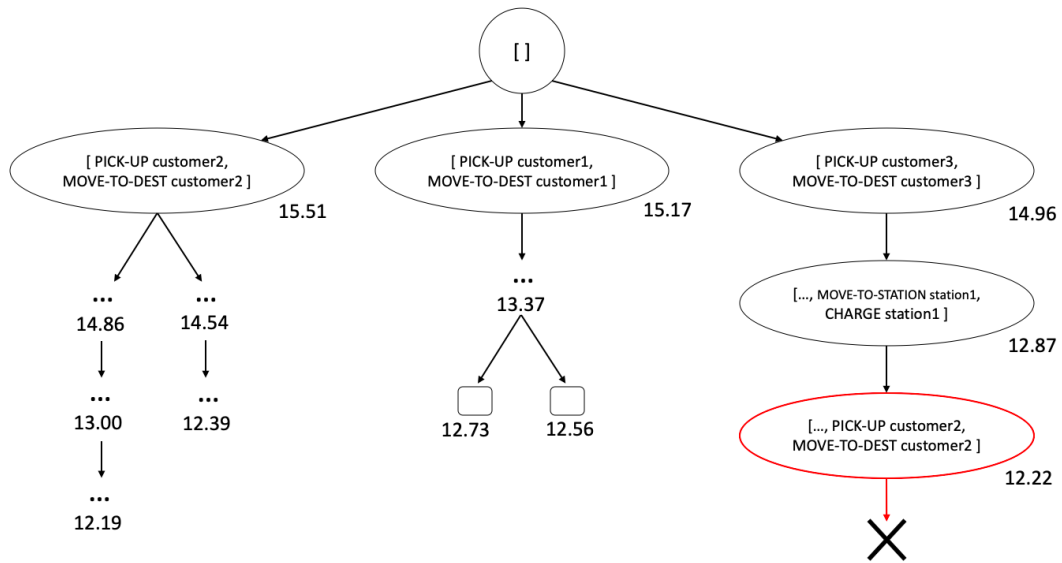 [ ]
[ PICK-UP customer2,
MOVE-TO-DEST customer2 ]
15.51
[ PICK-UP customer1,
MOVE-TO-DEST customer1 ]
15.17
[ PICK-UP customer3,
MOVE-TO-DEST customer3 ]
14.96
...
14.86
...
14.54
...
13.37
[..., MOVE-TO-STATION station1,
CHARGE station1 ]
12.87
...
13.00
...
12.39
12.73
12.56
[..., PICK-UP customer2,
MOVE-TO-DEST customer2 ]
12.22
...
12.19